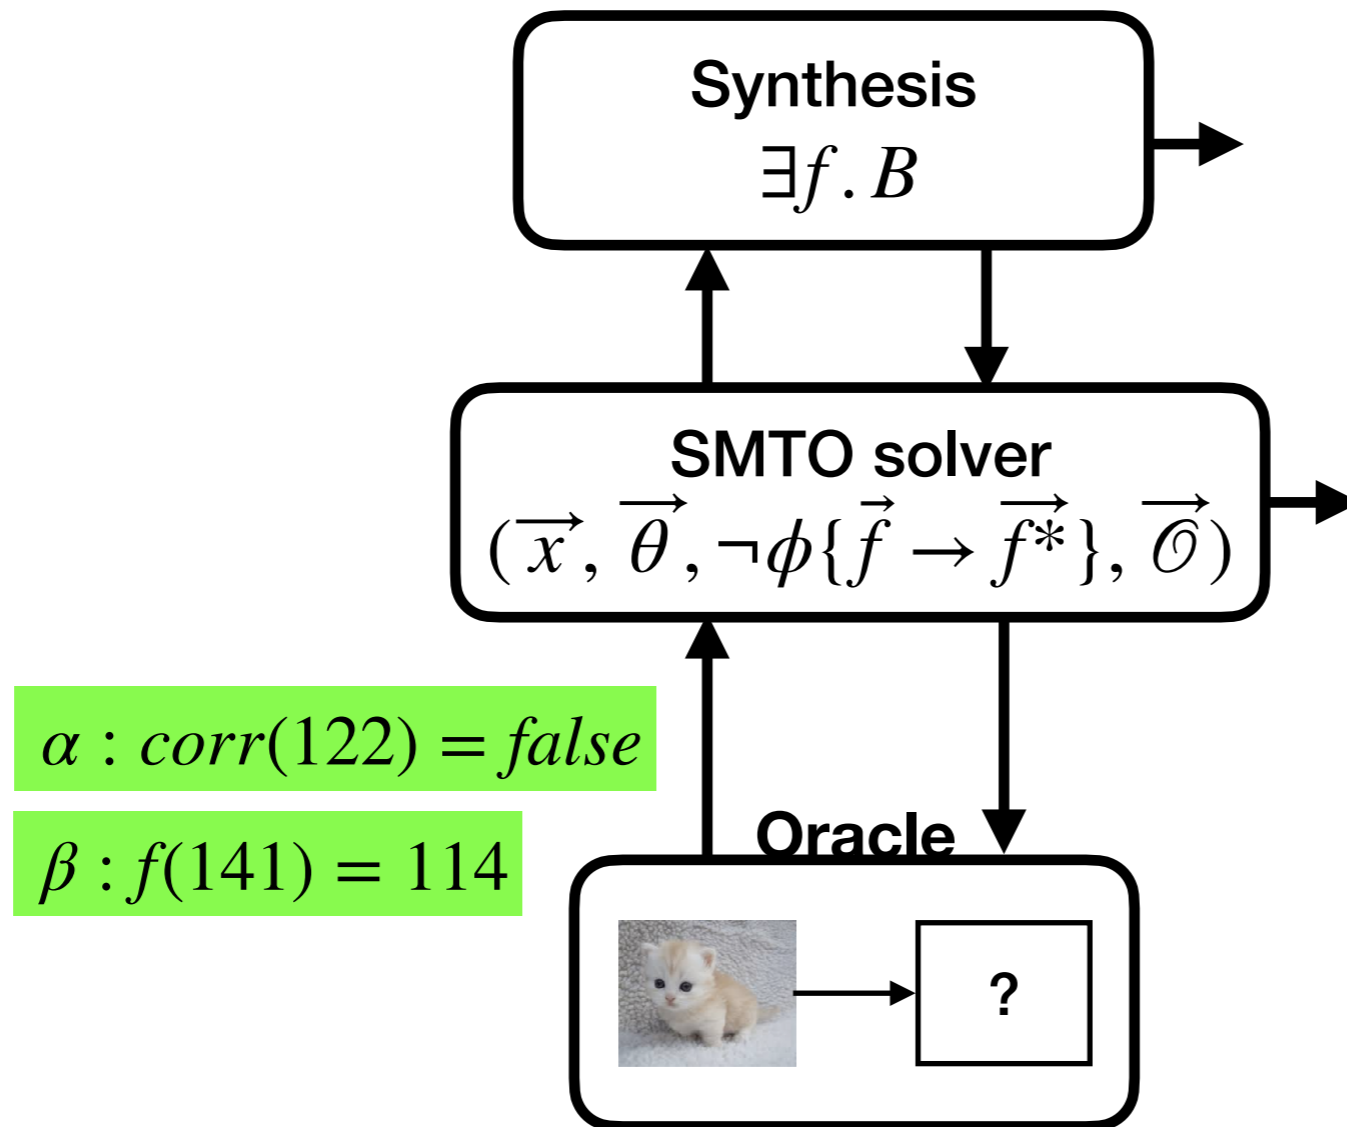 Synthesis
∃f . B
SMTO solver
(x⃗, θ⃗, ¬ϕ{f⃗ → f*⃗}, 𝒪⃗)
α : corr(122) = false
β : f(141) = 114
Oracle
?